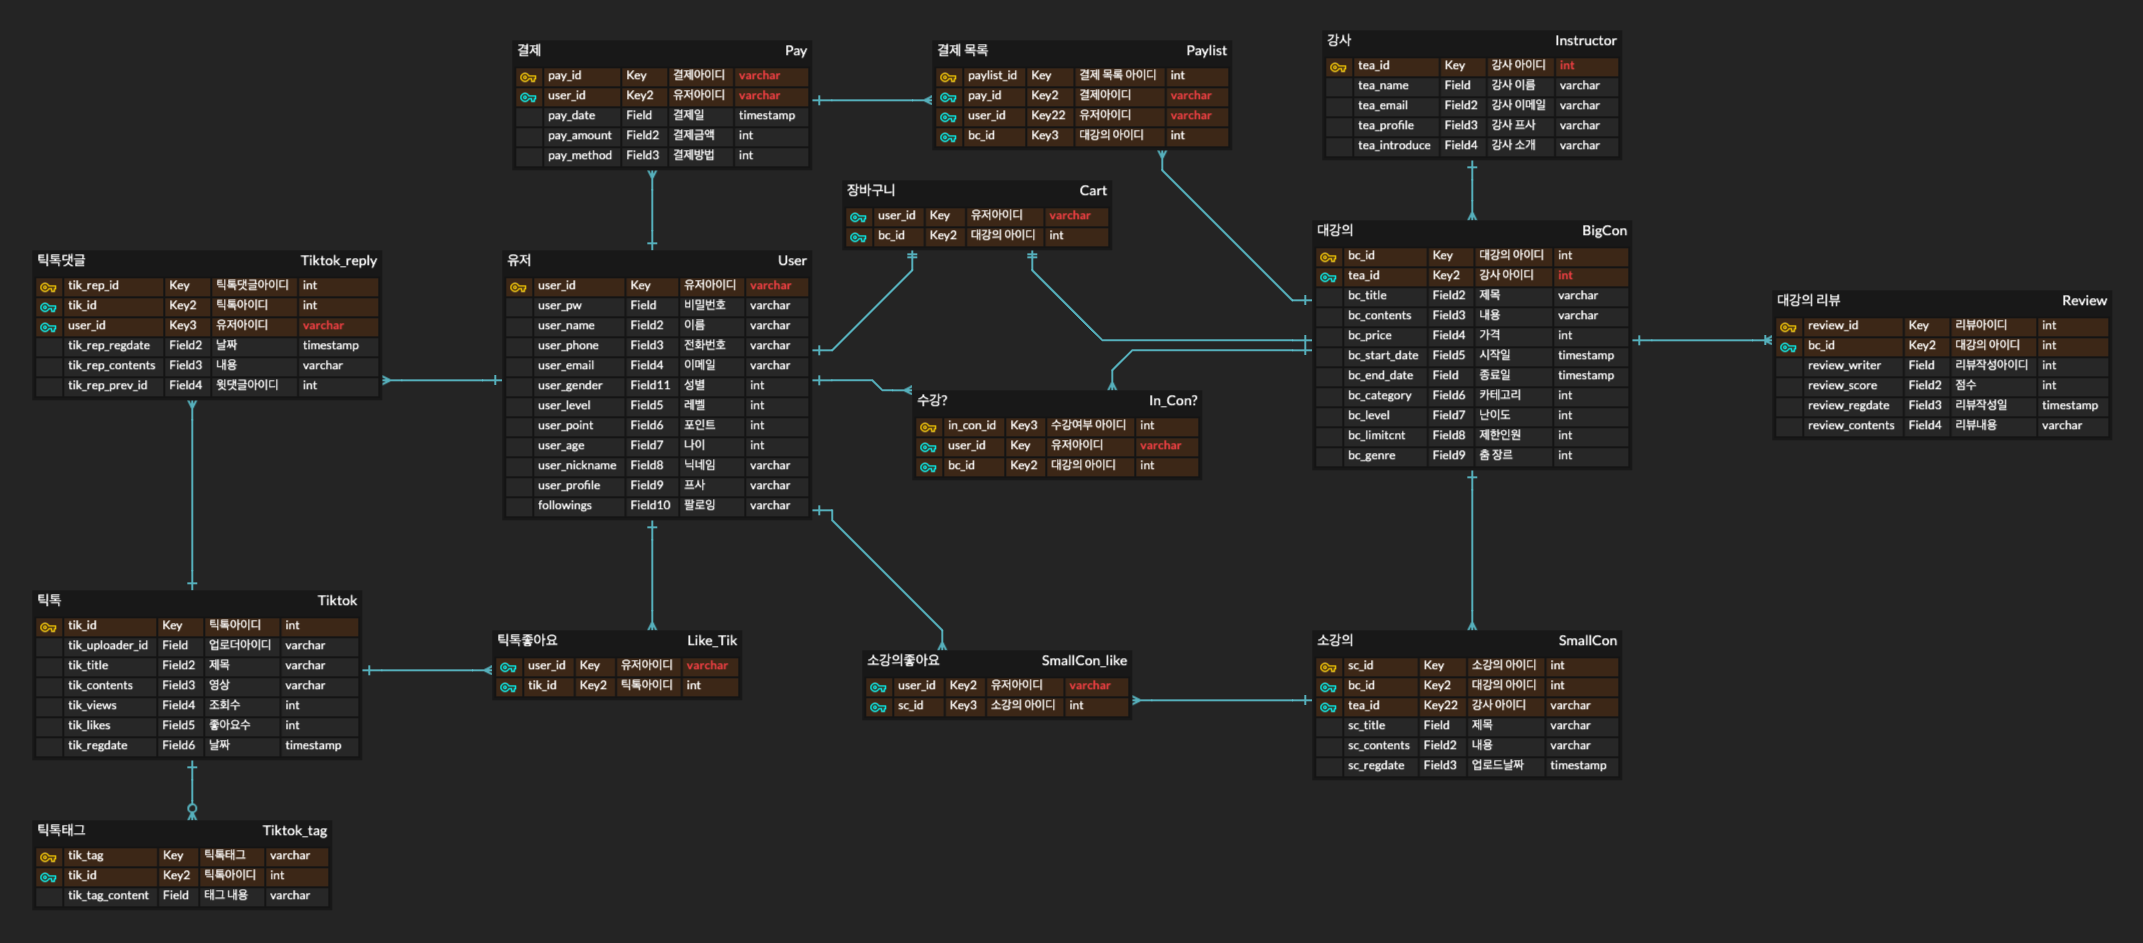 결제 Pay
pay_id Key 결제아이디 varchar
user_id Key2 유저아이디 varchar
pay_date Field 결제일 timestamp
pay_amount Field2 결제금액 int
pay_method Field3 결제방법 int
결제 목록 Paylist
paylist_id Key 결제 목록 아이디 int
pay_id Key2 결제아이디 varchar
user_id Key22 유저아이디 varchar
bc_id Key3 대강의 아이디 int
강사 Instructor
tea_id Key 강사 아이디 int
tea_name Field 강사 이름 varchar
tea_email Field2 강사 이메일 varchar
tea_profile Field3 강사 프사 varchar
tea_introduce Field4 강사 소개 varchar
장바구니 Cart
user_id Key 유저아이디 varchar
bc_id Key2 대강의 아이디 int
틱톡댓글 Tiktok_reply
tik_rep_id Key 틱톡댓글아이디 int
tik_id Key2 틱톡아이디 int
user_id Key3 유저아이디 varchar
tik_rep_regdate Field2 날짜 timestamp
tik_rep_contents Field3 내용 varchar
tik_rep_prev_id Field4 윗댓글아이디 int
유저 User
user_id Key 유저아이디 varchar
user_pw Field 비밀번호 varchar
user_name Field2 이름 varchar
user_phone Field3 전화번호 varchar
user_email Field4 이메일 varchar
user_gender Field11 성별 int
user_level Field5 레벨 int
user_point Field6 포인트 int
user_age Field7 나이 int
user_nickname Field8 닉네임 varchar
user_profile Field9 프사 varchar
followings Field10 팔로잉 varchar
대강의 BigCon
bc_id Key 대강의 아이디 int
tea_id Key2 강사 아이디 int
bc_title Field2 제목 varchar
bc_contents Field3 내용 varchar
bc_price Field4 가격 int
bc_start_date Field5 시작일 timestamp
bc_end_date Field 종료일 timestamp
bc_category Field6 카테고리 int
bc_level Field7 난이도 int
bc_limitcnt Field8 제한인원 int
bc_genre Field9 춤 장르 int
대강의 리뷰 Review
review_id Key 리뷰아이디 int
bc_id Key2 대강의 아이디 int
review_writer Field 리뷰작성아이디 int
review_score Field2 점수 int
review_regdate Field3 리뷰작성일 timestamp
review_contents Field4 리뷰내용 varchar
수강? In_Con?
in_con_id Key3 수강여부 아이디 int
user_id Key 유저아이디 varchar
bc_id Key2 대강의 아이디 int
틱톡 Tiktok
tik_id Key 틱톡아이디 int
tik_uploader_id Field 업로더아이디 varchar
tik_title Field2 제목 varchar
tik_contents Field3 영상 varchar
tik_views Field4 조회수 int
tik_likes Field5 좋아요수 int
tik_regdate Field6 날짜 timestamp
틱톡좋아요 Like_Tik
user_id Key 유저아이디 varchar
tik_id Key2 틱톡아이디 int
소강의좋아요 SmallCon_like
user_id Key2 유저아이디 varchar
sc_id Key3 소강의 아이디 int
소강의 SmallCon
sc_id Key 소강의 아이디 int
bc_id Key2 대강의 아이디 int
tea_id Key22 강사 아이디 varchar
sc_title Field 제목 varchar
sc_contents Field2 내용 varchar
sc_regdate Field3 업로드날짜 timestamp
틱톡태그 Tiktok_tag
tik_tag Key 틱톡태그 varchar
tik_id Key2 틱톡아이디 int
tik_tag_content Field 태그 내용 varchar